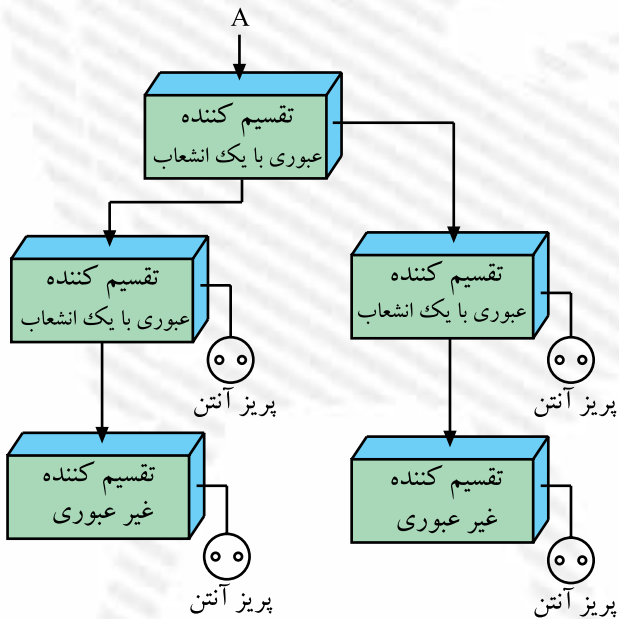 A
تقسیم کننده
عبوری با یک انشعاب
تقسیم کننده
عبوری با یک انشعاب
تقسیم کننده
عبوری با یک انشعاب
پریز آنتن
پریز آنتن
تقسیم کننده
غیر عبوری
تقسیم کننده
غیر عبوری
پریز آنتن
پریز آنتن